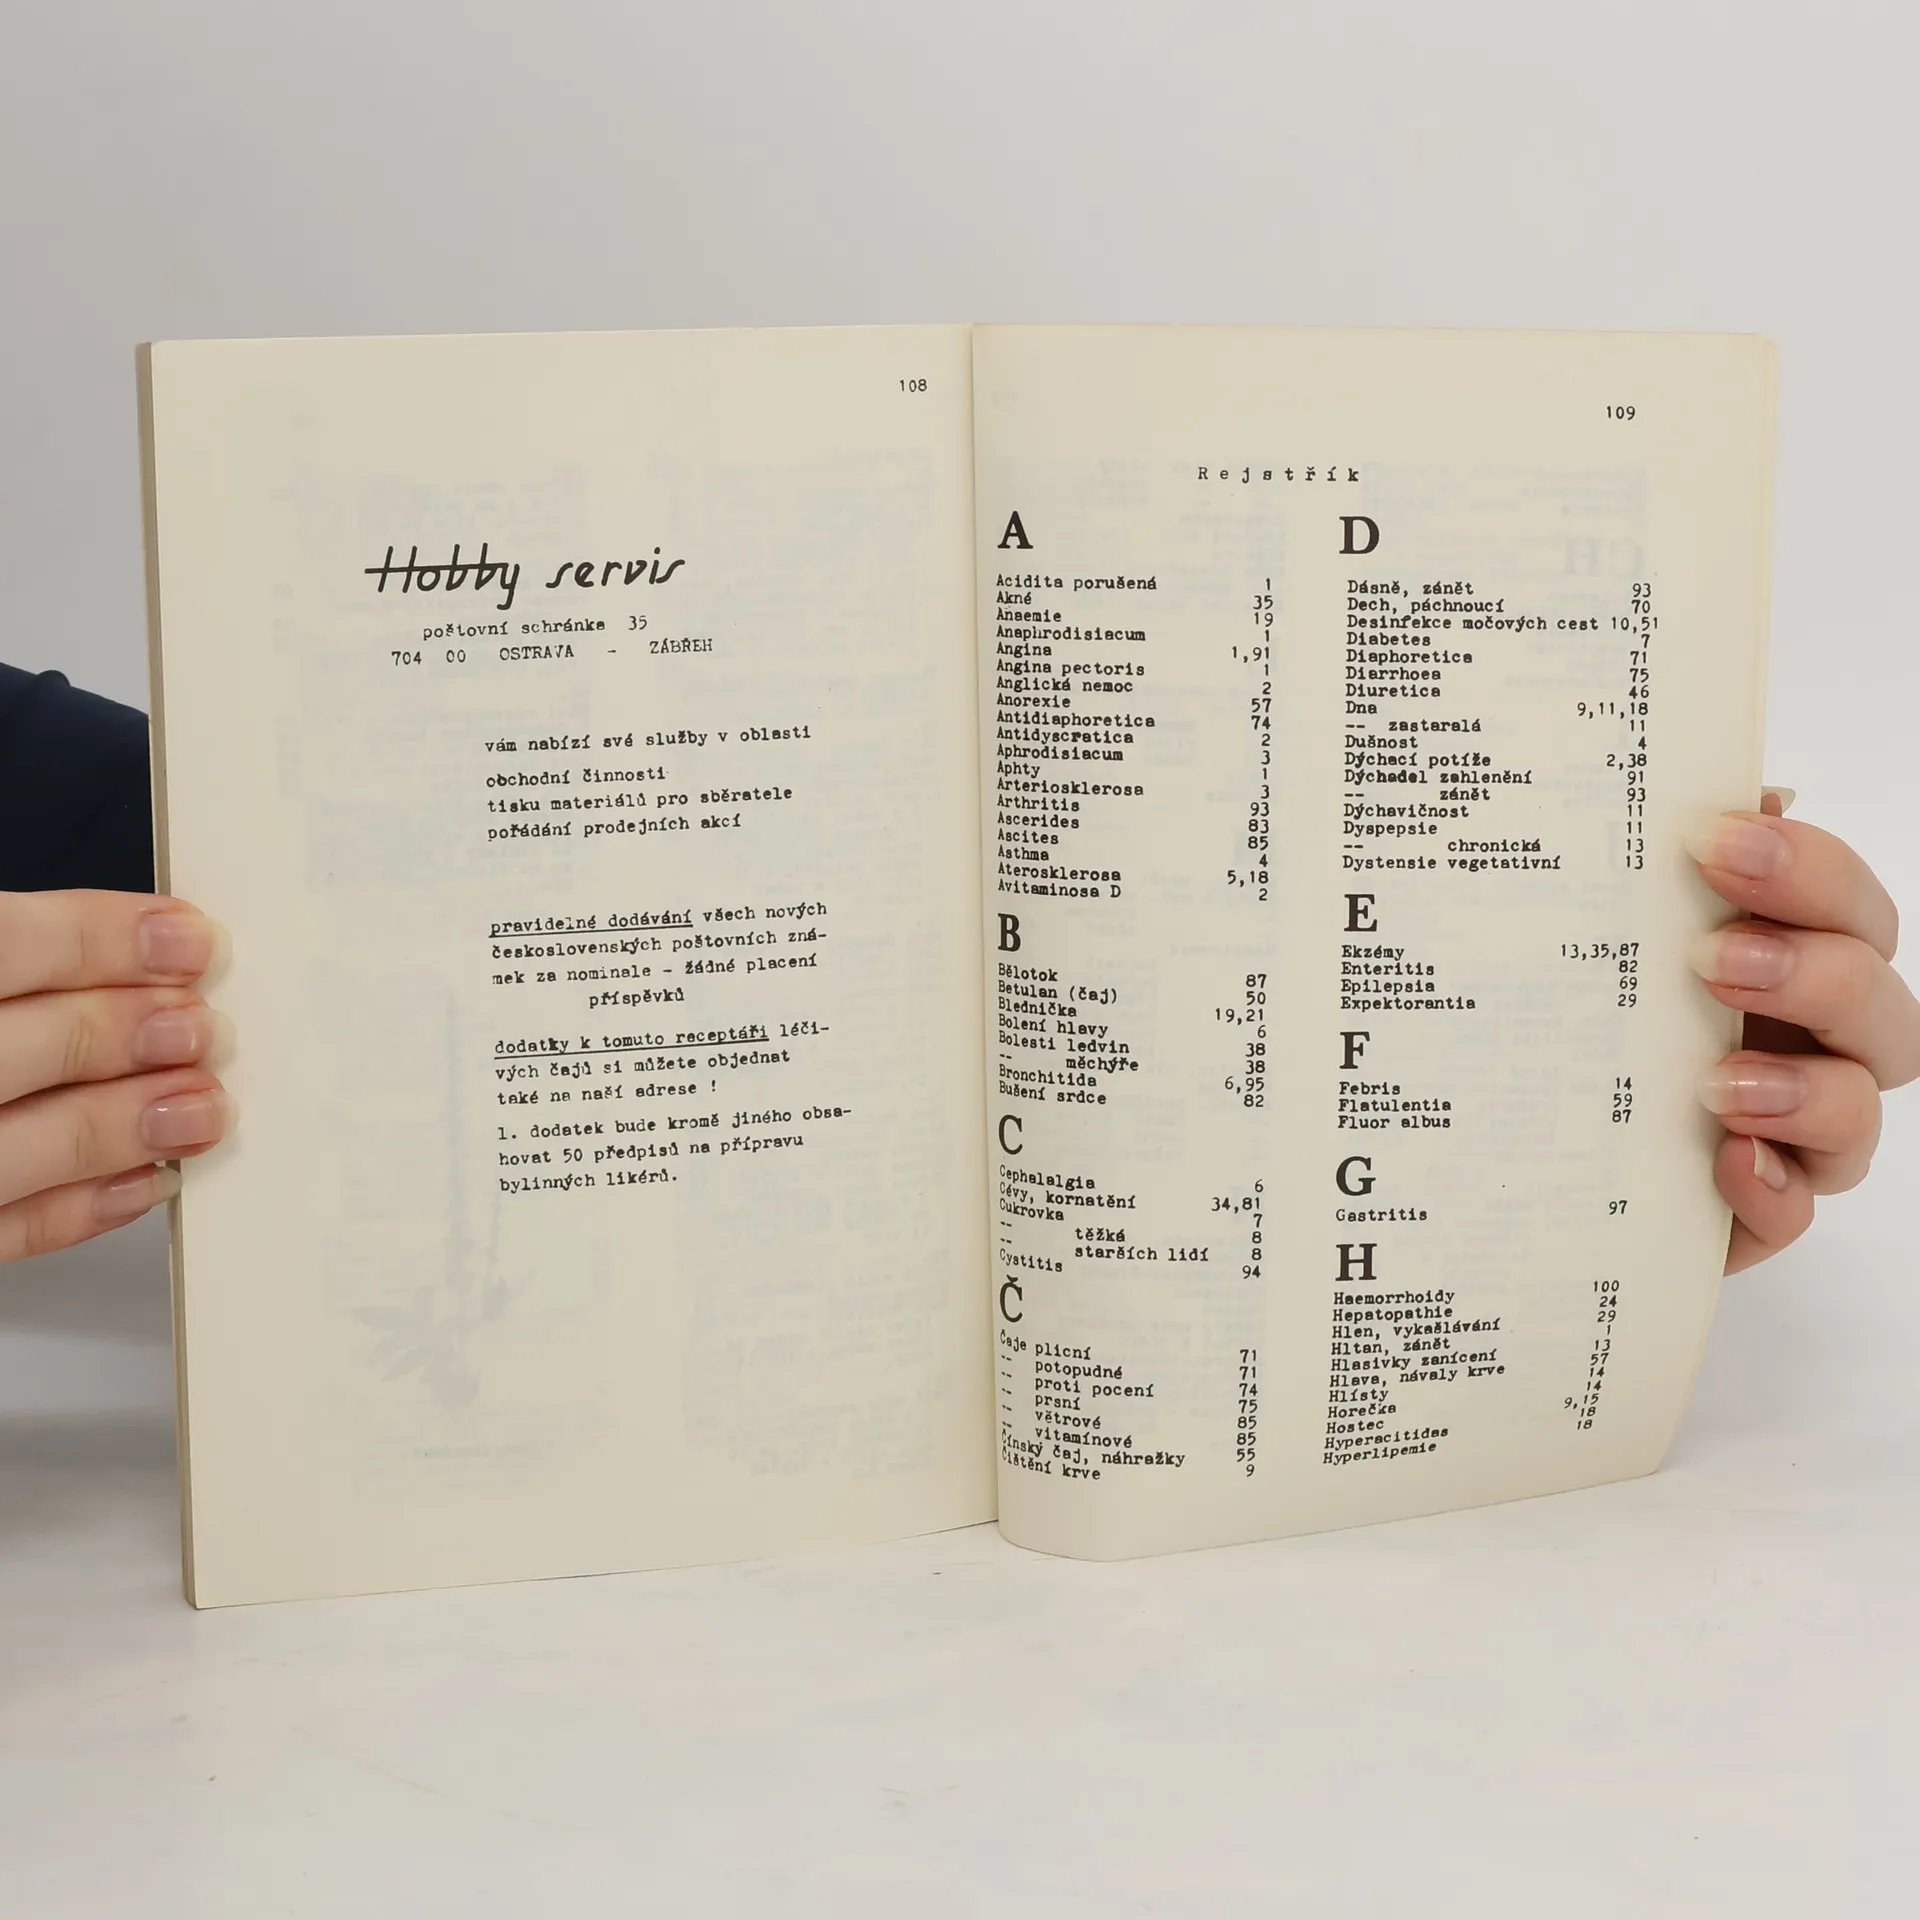 108
Hobby servis
poštovní schránka 35
704 00 OSTRAVA - ZÁBŘEH
vám nabízí své služby v oblasti
obchodní činnosti
tisku materiálů pro sběratele
pořádání prodejních akcí
pravidelné dodávání všech nových
československých poštovních zná-
mek za nominale - žádné placení
příspěvků
dodatky k tomuto receptáři léči-
vých čajů si můžete objednat
také na naší adrese !
1. dodatek bude kromě jiného obsa-
hovat 50 předpisů na přípravu
bylinných likérů.
109
Rejstřík
A
Acidita porušená 1
Akné 35
Anaemie 19
Anaphrodisiacum 1
Angina 1,91
Angina pectoris 1
Anglická nemoc 2
Anorexie 57
Antidiaphoretica 74
Antidyscratica 2
Aphrodisiacum 3
Aphty 1
Arteriosklerosa 3
Arthritis 93
Ascerides 83
Ascites 85
Asthma 4
Aterosklerosa 5,18
Avitaminosa D 2
B
Bělotok 87
Betulan (čaj) 50
Blednička 19,21
Bolení hlavy 6
Bolesti ledvin 38
-- měchýře 38
Bronchitida 6,95
Bušení srdce 82
C
Cephalalgia 6
Cévy, kornatění 34,81
Cukrovka 7
-- těžká 8
-- starších lidí 8
Cystitis 94
Č
Čaje plicní 71
-- potopudné 71
-- proti pocení 74
-- prsní 75
-- větrové 85
-- vitamínové 85
Čínský čaj, náhražky 55
Čištění krve 9
D
Dásně, zánět 93
Dech, páchnoucí 70
Desinfekce močových cest 10,51
Diabetes 7
Diaphoretica 71
Diarrhoea 75
Diuretica 46
Dna 9,11,18
-- zastaralá 11
Dušnost 4
Dýchací potíže 2,38
Dýchadel zahlenění 91
-- zánět 93
Dýchavičnost 11
Dyspepsie 11
-- chronická 13
Dystensie vegetativní 13
E
Ekzémy 13,35,87
Enteritis 82
Epilepsia 69
Expektorantia 29
F
Febris 14
Flatulentia 59
Fluor albus 87
G
Gastritis 97
H
Haemorrhoidy 100
Hepatopathie 24
Hlen, vykašlávání 29
Hltan, zánět 1
Hlasivky zanícení 13
Hlava, návaly krve 57
Hlísty 14
Horečka 14
Hostec 9,15
Hyperacitidas 18
Hyperlipemie 18